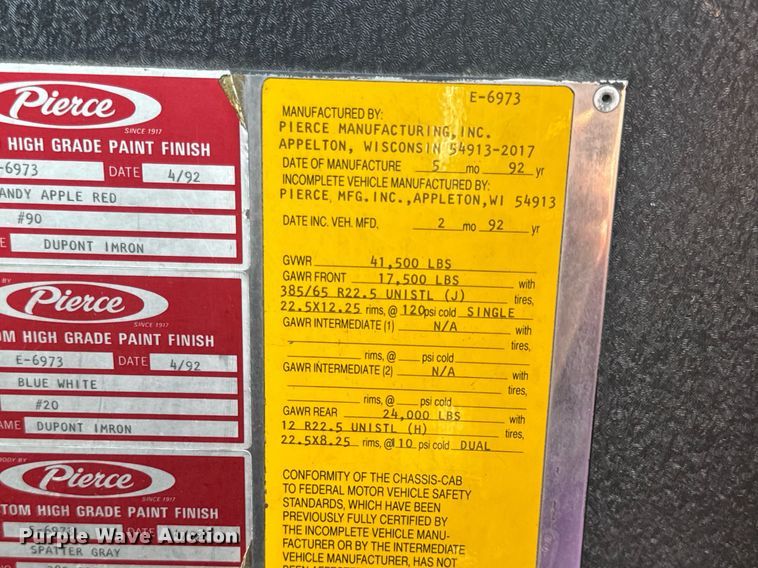 Pierce
SINCE 1917
HIGH GRADE PAINT FINISH
-6973 DATE 4/92
ANDY APPLE RED
#90
E DUPONT IMRON
BY
Pierce
SINCE 1917
OM HIGH GRADE PAINT FINISH
E-6973 DATE 4/92
BLUE WHITE
#20
AME DUPONT IMRON
BODY BY
Pierce
SINCE 1917
TOM HIGH GRADE PAINT FINISH
SPATTER GRAY
E-6973
MANUFACTURED BY:
PIERCE MANUFACTURING, INC.
APPELTON, WISCONSIN 54913-2017
DATE OF MANUFACTURE 5 mo 92 yr
INCOMPLETE VEHICLE MANUFACTURED BY:
PIERCE MFG.INC., APPLETON, WI 54913
DATE INC. VEH. MFD. 2 mo 92 yr
GVWR 41,500 LBS
GAWR FRONT 17,500 LBS with
385/65 R22.5 UNISTL (J) tires,
22.5X12.25 rims, @ 120 psi cold SINGLE
GAWR INTERMEDIATE (1) N/A with
tires,
rims, @ psi cold
GAWR INTERMEDIATE (2) N/A with
tires,
rims, @ psi cold
GAWR REAR 24,000 LBS with
12 R22.5 UNISTL (H) tires,
22.5X8.25 rims, @ 110 psi cold DUAL
CONFORMITY OF THE CHASSIS-CAB
TO FEDERAL MOTOR VEHICLE SAFETY
STANDARDS, WHICH HAVE BEEN
PREVIOUSLY FULLY CERTIFIED BY
THE INCOMPLETE VEHICLE MANU-
FACTURER OR BY THE INTERMEDIATE
VEHICLE MANUFACTURER, HAS NOT
Purple Wave Auction